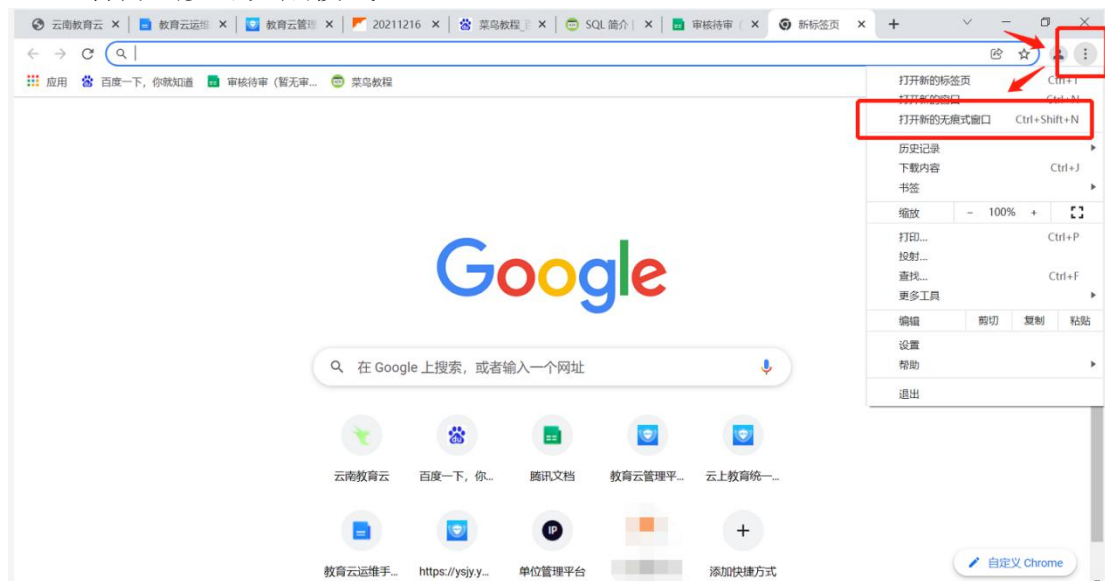 云南教育云
教育云运维
教育云管理
20211216
菜鸟教程_
SQL 简介 |
审核待审 (
新标签页
应用
百度一下，你就知道
审核待审 (暂无审...
菜鸟教程
打开新的标签页 Ctrl+T
打开新的窗口 Ctrl+N
打开新的无痕式窗口 Ctrl+Shift+N
历史记录
下载内容 Ctrl+J
书签
缩放 - 100% +
打印... Ctrl+P
投射...
查找... Ctrl+F
更多工具
编辑 剪切 复制 粘贴
设置
帮助
退出
Google
在 Google 上搜索，或者输入一个网址
云南教育云
百度一下，你...
腾讯文档
教育云管理平...
云上教育统一...
IP
教育云运维手...
https://ysjy.y...
单位管理平台
添加快捷方式
自定义 Chrome